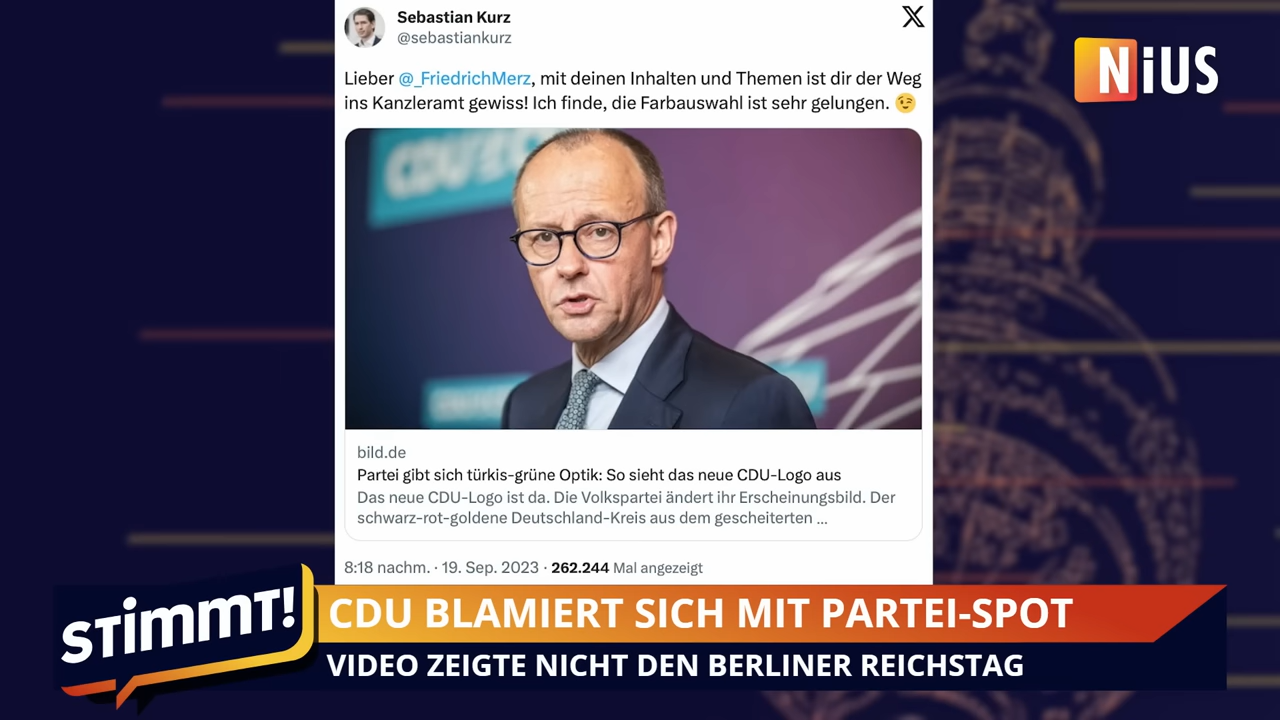 Sebastian Kurz
@sebastiankurz
NiUS
Lieber @_FriedrichMerz, mit deinen Inhalten und Themen ist dir der Weg
ins Kanzleramt gewiss! Ich finde, die Farbauswahl ist sehr gelungen. 😉
CDU
bild.de
Partei gibt sich türkis-grüne Optik: So sieht das neue CDU-Logo aus
Das neue CDU-Logo ist da. Die Volkspartei ändert ihr Erscheinungsbild. Der
schwarz-rot-goldene Deutschland-Kreis aus dem gescheiterten ...
8:18 nachm. · 19. Sep. 2023 · 262.244 Mal angezeigt
STiMMT!
CDU BLAMIERT SICH MIT PARTEI-SPOT
VIDEO ZEIGTE NICHT DEN BERLINER REICHSTAG